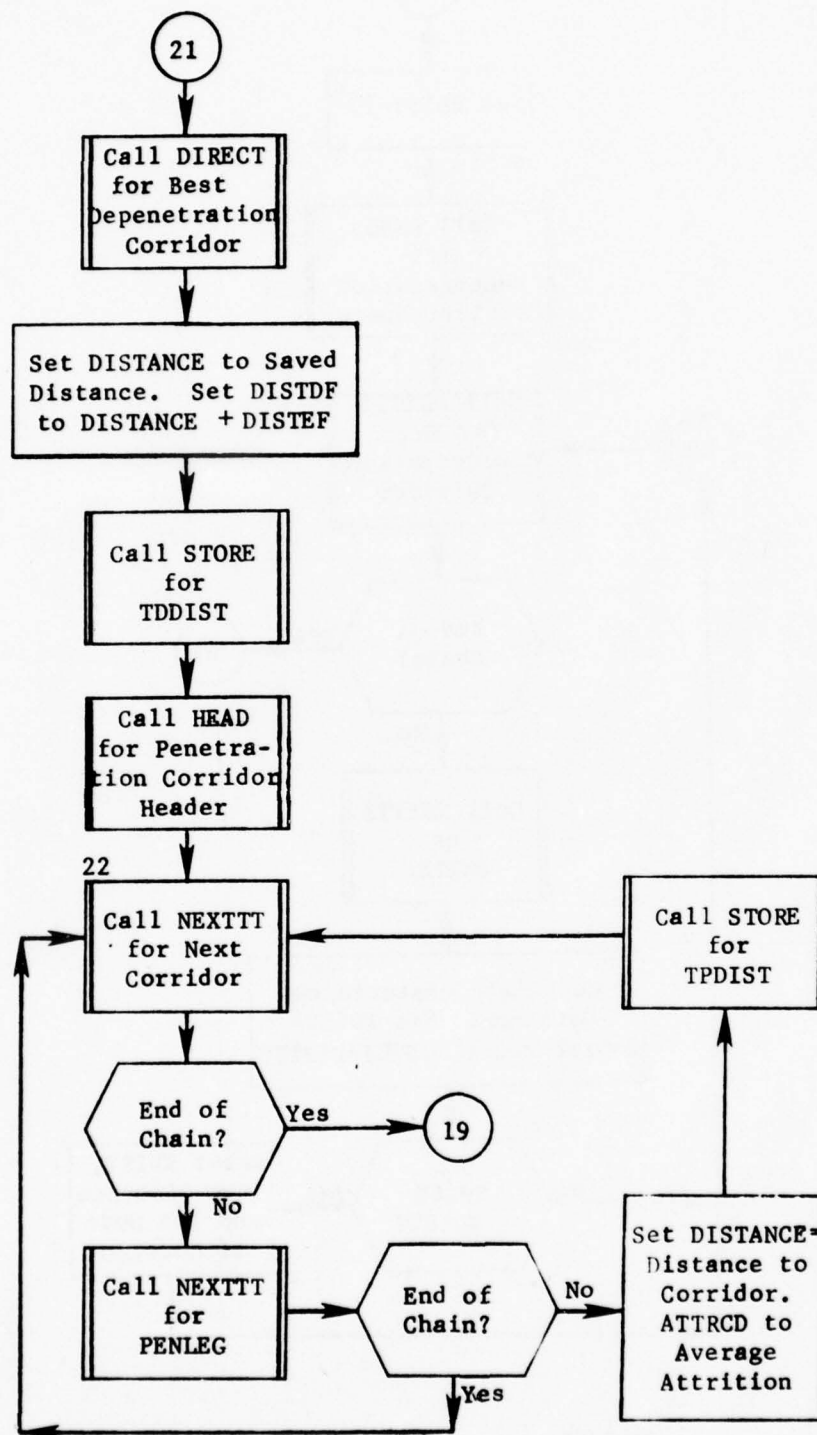 21
Call DIRECT
for Best
Depenetration
Corridor
Set DISTANCE to Saved
Distance. Set DISTDF
to DISTANCE + DISTEF
Call STORE
for
TDDIST
Call HEAD
for Penetra-
tion Corridor
Header
22
Call NEXTTT
for Next
Corridor
Call STORE
for
TPDIST
End of
Chain?
Yes
19
No
Call NEXTTT
for
PENLEG
End of
Chain?
No
Yes
Set DISTANCE=
Distance to
Corridor.
ATTRCD to
Average
Attrition